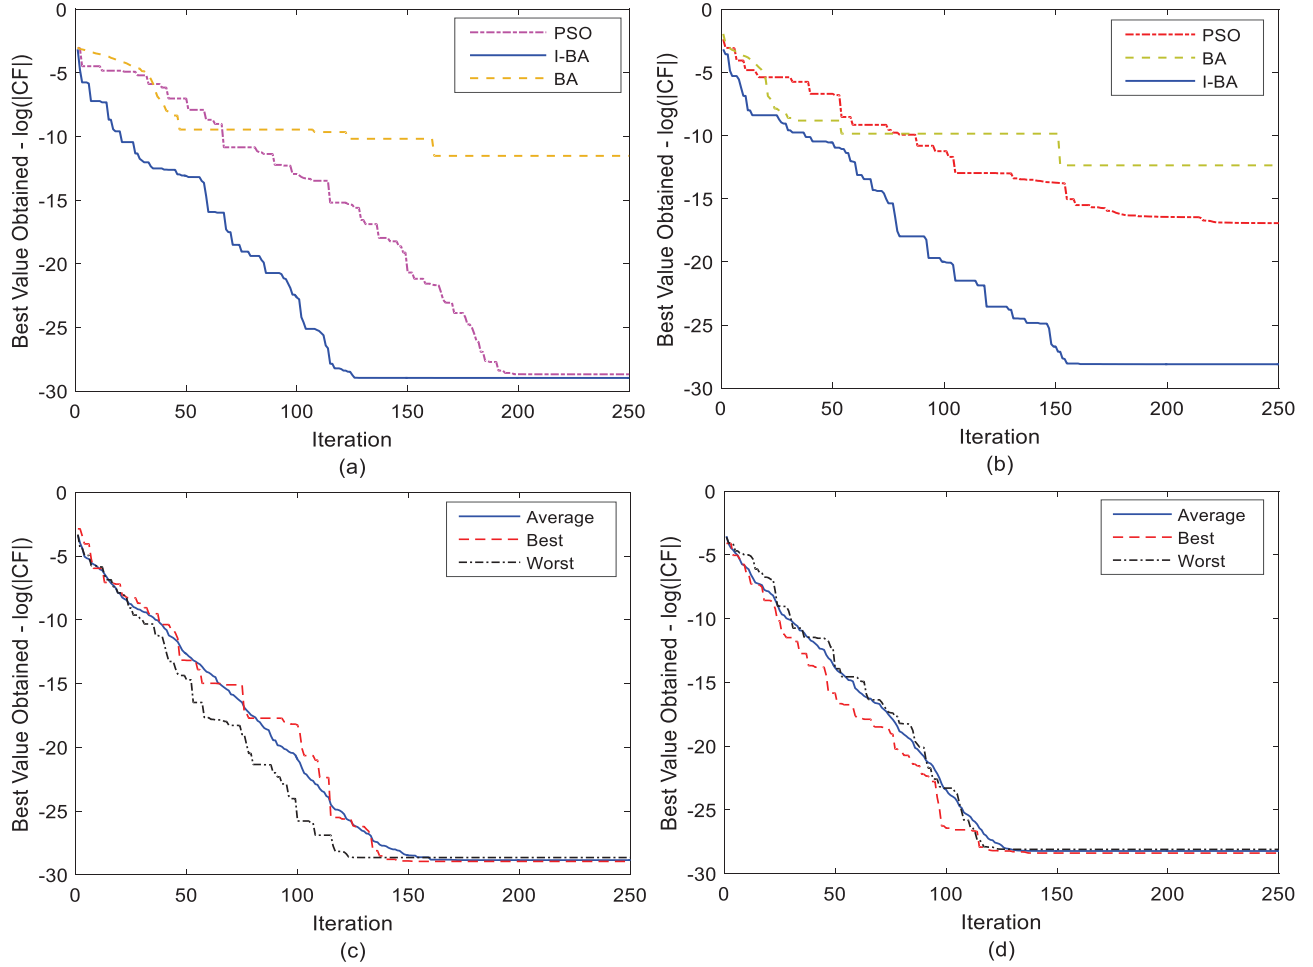 0
-5
-10
-15
-20
-25
-30
Best Value Obtained - log(|CF|)
PSO
I-BA
BA
0 50 100 150 200 250
Iteration
(a)
0
-5
-10
-15
-20
-25
-30
Best Value Obtained - log(|CF|)
PSO
BA
I-BA
0 50 100 150 200 250
Iteration
(b)
0
-5
-10
-15
-20
-25
-30
Best Value Obtained - log(|CF|)
Average
Best
Worst
0 50 100 150 200 250
Iteration
(c)
0
-5
-10
-15
-20
-25
-30
Best Value Obtained - log(|CF|)
Average
Best
Worst
0 50 100 150 200 250
Iteration
(d)